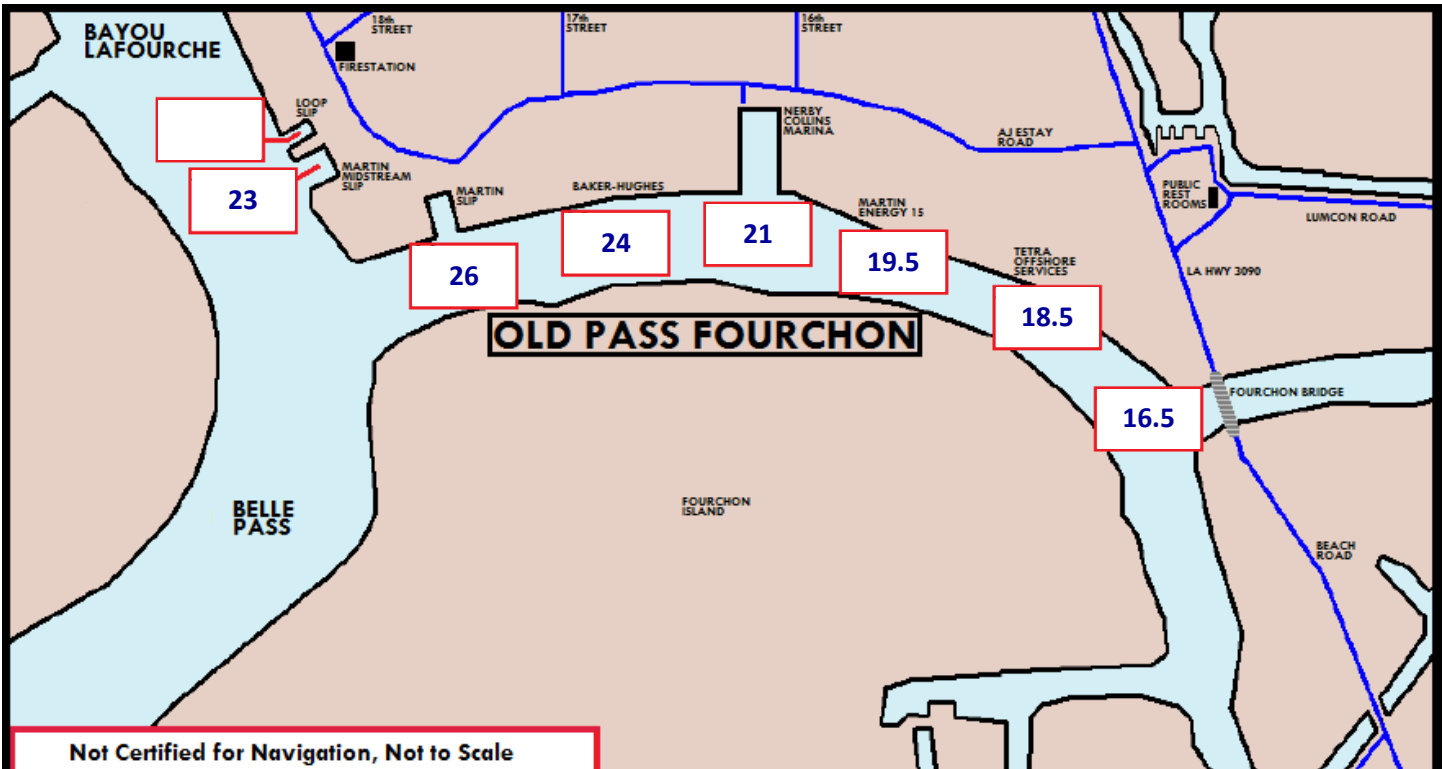 BAYOU
LAFOURCHE
18th
STREET
17th
STREET
16th
STREET
FIRESTATION
LOOP
SLIP
NERBY
COLLINS
MARINA
AJ ESTAY
ROAD
MARTIN
MIDSTREAM
SLIP
23
MARTIN
SLIP
BAKER-HUGHES
MARTIN
ENERGY 15
PUBLIC
REST
ROOMS
LUMCON ROAD
26
24
21
19.5
TETRA
OFFSHORE
SERVICES
18.5
LA HWY 3090
OLD PASS FOURCHON
16.5
FOURCHON BRIDGE
BELLE
PASS
FOURCHON
ISLAND
BEACH
ROAD
Not Certified for Navigation, Not to Scale